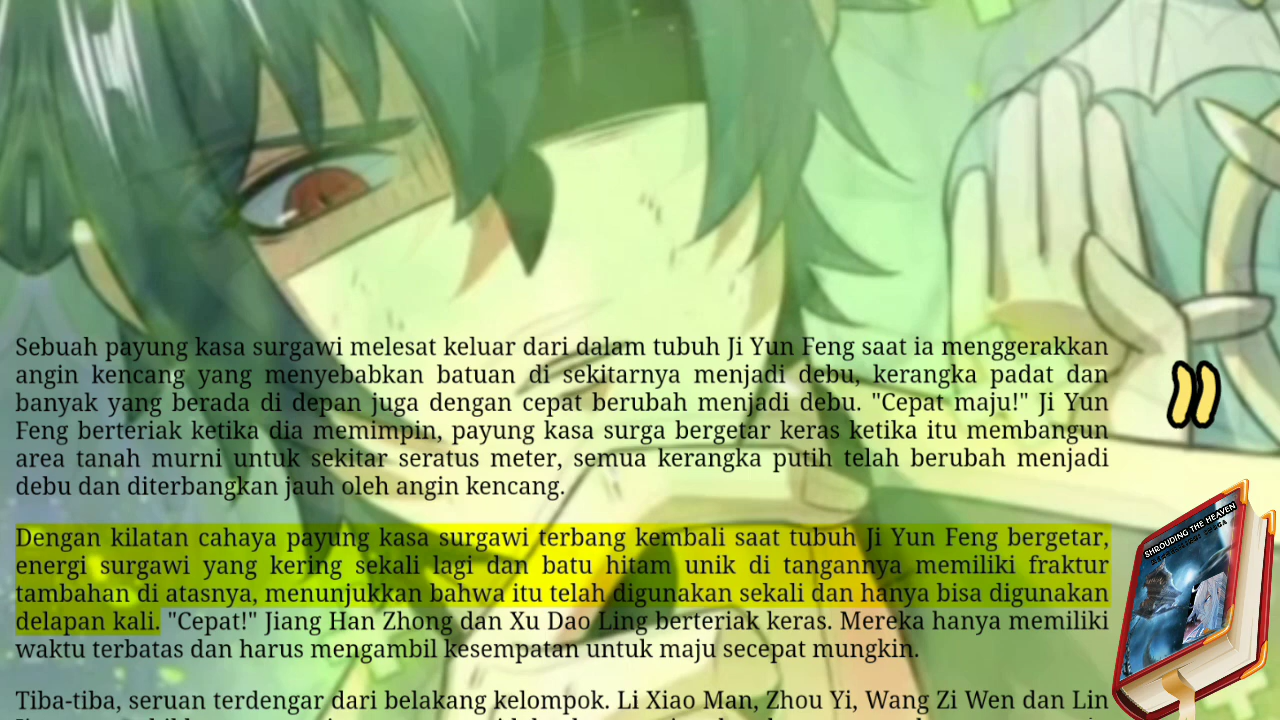 Sebuah payung kasa surgawi melesat keluar dari dalam tubuh Ji Yun Feng saat ia menggerakkan
angin kencang yang menyebabkan batuan di sekitarnya menjadi debu, kerangka padat dan
banyak yang berada di depan juga dengan cepat berubah menjadi debu. "Cepat maju!" Ji Yun
Feng berteriak ketika dia memimpin, payung kasa surga bergetar keras ketika itu membangun
area tanah murni untuk sekitar seratus meter, semua kerangka putih telah berubah menjadi
debu dan diterbangkan jauh oleh angin kencang.
Dengan kilatan cahaya payung kasa surgawi terbang kembali saat tubuh Ji Yun Feng bergetar,
energi surgawi yang kering sekali lagi dan batu hitam unik di tangannya memiliki fraktur
tambahan di atasnya, menunjukkan bahwa itu telah digunakan sekali dan hanya bisa digunakan
delapan kali. "Cepat!" Jiang Han Zhong dan Xu Dao Ling berteriak keras. Mereka hanya memiliki
waktu terbatas dan harus mengambil kesempatan untuk maju secepat mungkin.
Tiba-tiba, seruan terdengar dari belakang kelompok. Li Xiao Man, Zhou Yi, Wang Zi Wen dan Lin
SHROUDING THE HEAVEN